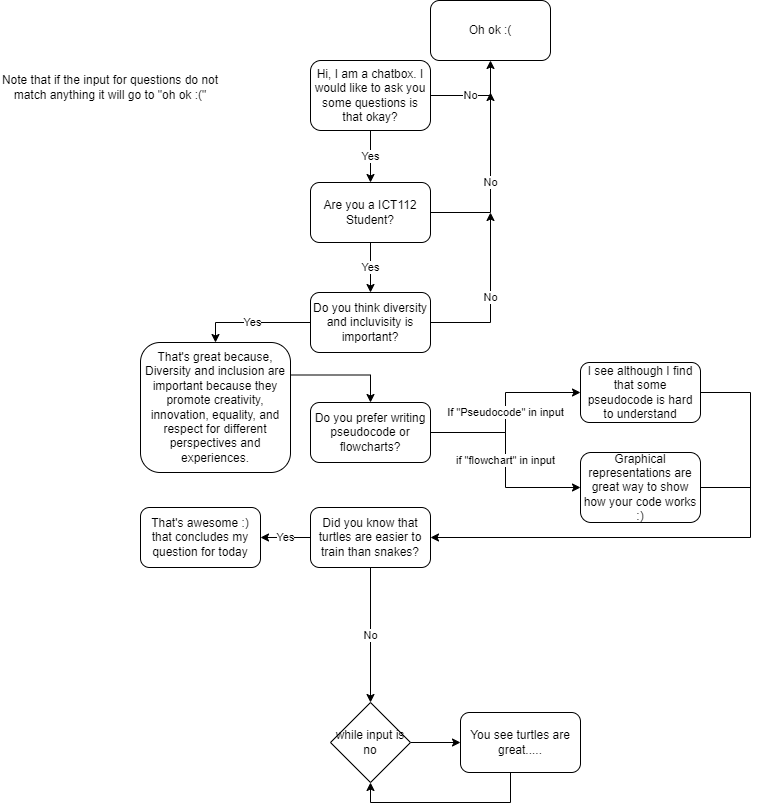 Oh ok :(
Note that if the input for questions do not
match anything it will go to "oh ok :("
Hi, I am a chatbox. I
would like to ask you
some questions is
that okay?
No
Yes
No
Are you a ICT112
Student?
Yes
No
Do you think diversity
and incluvisity is
important?
Yes
That's great because,
Diversity and inclusion are
important because they
promote creativity,
innovation, equality, and
respect for different
perspectives and
experiences.
Do you prefer writing
pseudocode or
flowcharts?
If "Pseudocode" in input
I see although I find
that some
pseudocode is hard
to understand
if "flowchart" in input
Graphical
representations are
great way to show
how your code works
:)
Did you know that
turtles are easier to
train than snakes?
Yes
That's awesome :)
that concludes my
question for today
No
while input is
no
You see turtles are
great.....